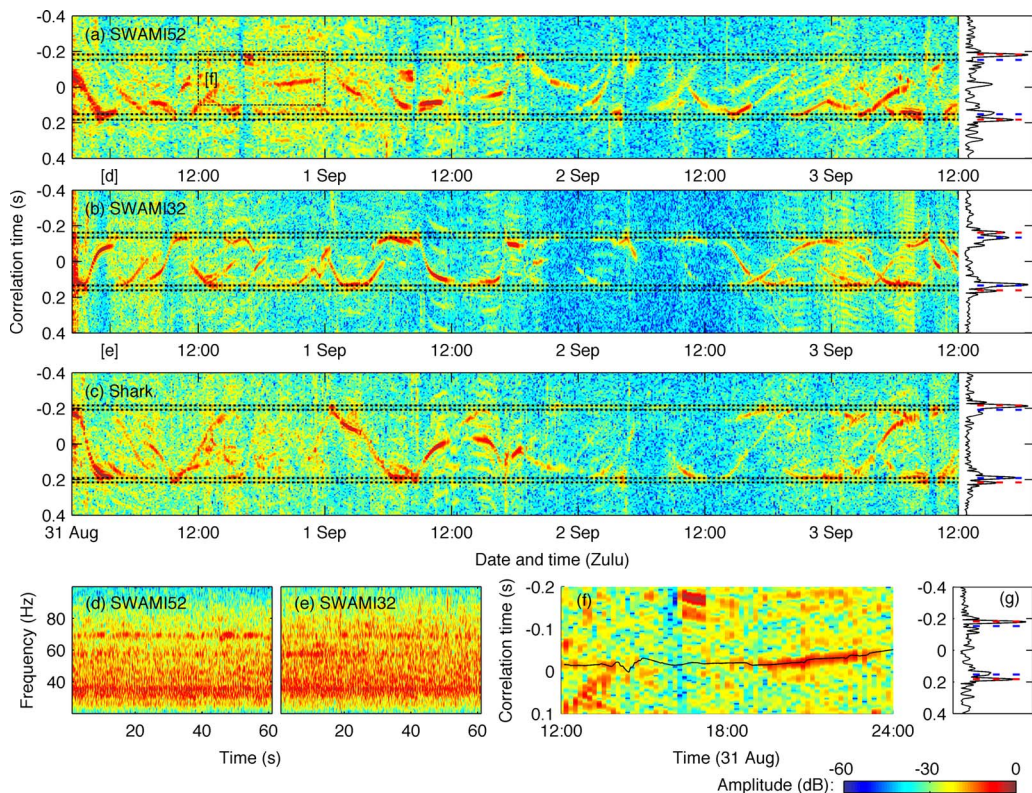 (a) SWAMI52
[f]
-0.4
-0.2
0
0.2
0.4
[d] 12:00 1 Sep 12:00 2 Sep 12:00 3 Sep 12:00
(b) SWAMI32
-0.4
-0.2
0
0.2
0.4
Correlation time (s)
[e] 12:00 1 Sep 12:00 2 Sep 12:00 3 Sep 12:00
(c) Shark
-0.4
-0.2
0
0.2
0.4
31 Aug 12:00 1 Sep 12:00 2 Sep 12:00 3 Sep 12:00
Date and time (Zulu)
(d) SWAMI52
(e) SWAMI32
Frequency (Hz)
80
60
40
20 40 60 20 40 60
Time (s)
(f)
Correlation time (s)
-0.2
-0.1
0
0.1
12:00 18:00 24:00
Time (31 Aug)
(g)
-0.4
-0.2
0
0.2
0.4
Amplitude (dB):
-60 -30 0